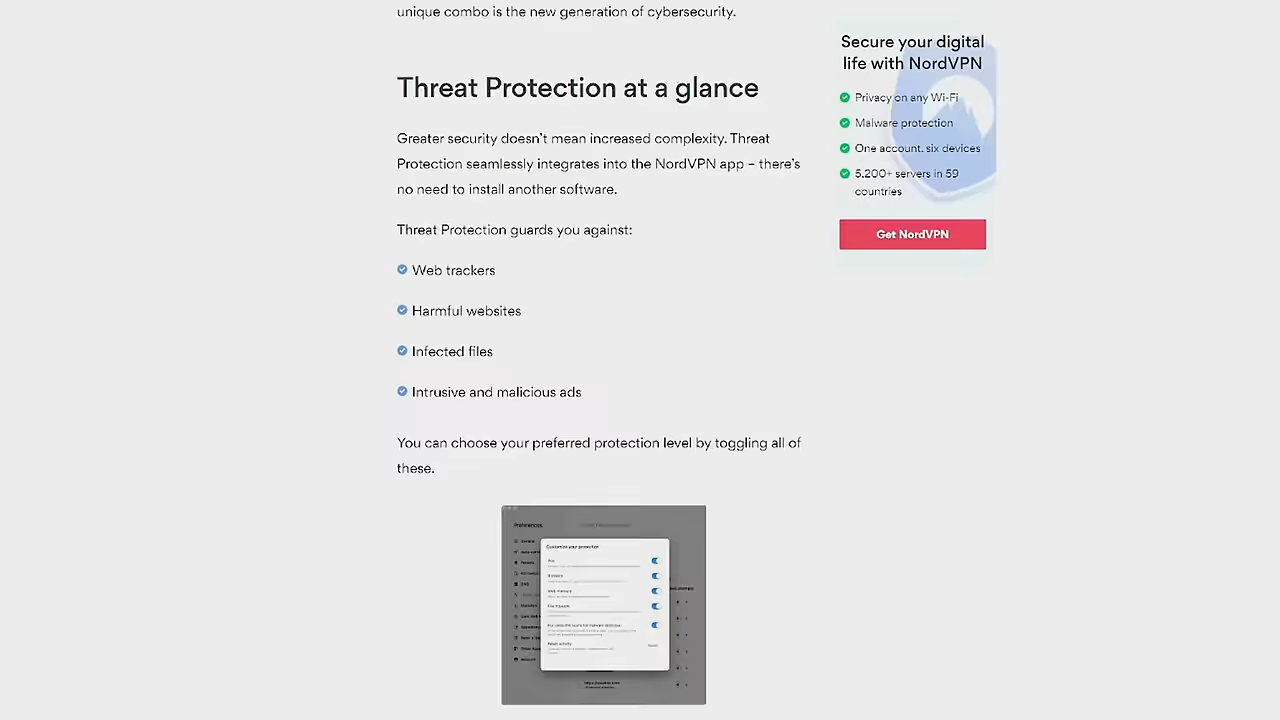 unique combo is the new generation of cybersecurity.
Threat Protection at a glance
Greater security doesn't mean increased complexity. Threat
Protection seamlessly integrates into the NordVPN app – there's
no need to install another software.
Threat Protection guards you against:
Web trackers
Harmful websites
Infected files
Intrusive and malicious ads
You can choose your preferred protection level by toggling all of
these.
Preferences
Customize your protection
Secure your digital
life with NordVPN
Privacy on any Wi-Fi
Malware protection
One account, six devices
5,200+ servers in 59
countries
Get NordVPN